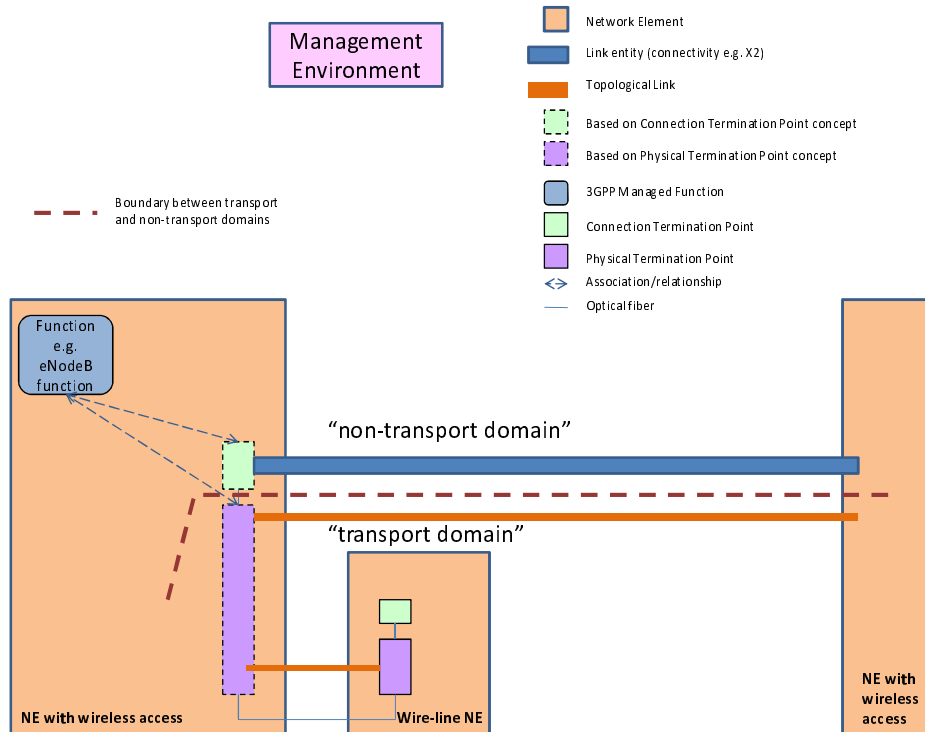 Management
Environment
Network Element
Link entity (connectivity e.g. X2)
Topological Link
Based on Connection Termination Point concept
Based on Physical Termination Point concept
3GPP Managed Function
Connection Termination Point
Physical Termination Point
Association/relationship
Optical fiber
Boundary between transport
and non-transport domains
Function
e.g.
eNodeB
function
“non-transport domain”
“transport domain”
NE with wireless access
Wire-line NE
NE with
wireless
access